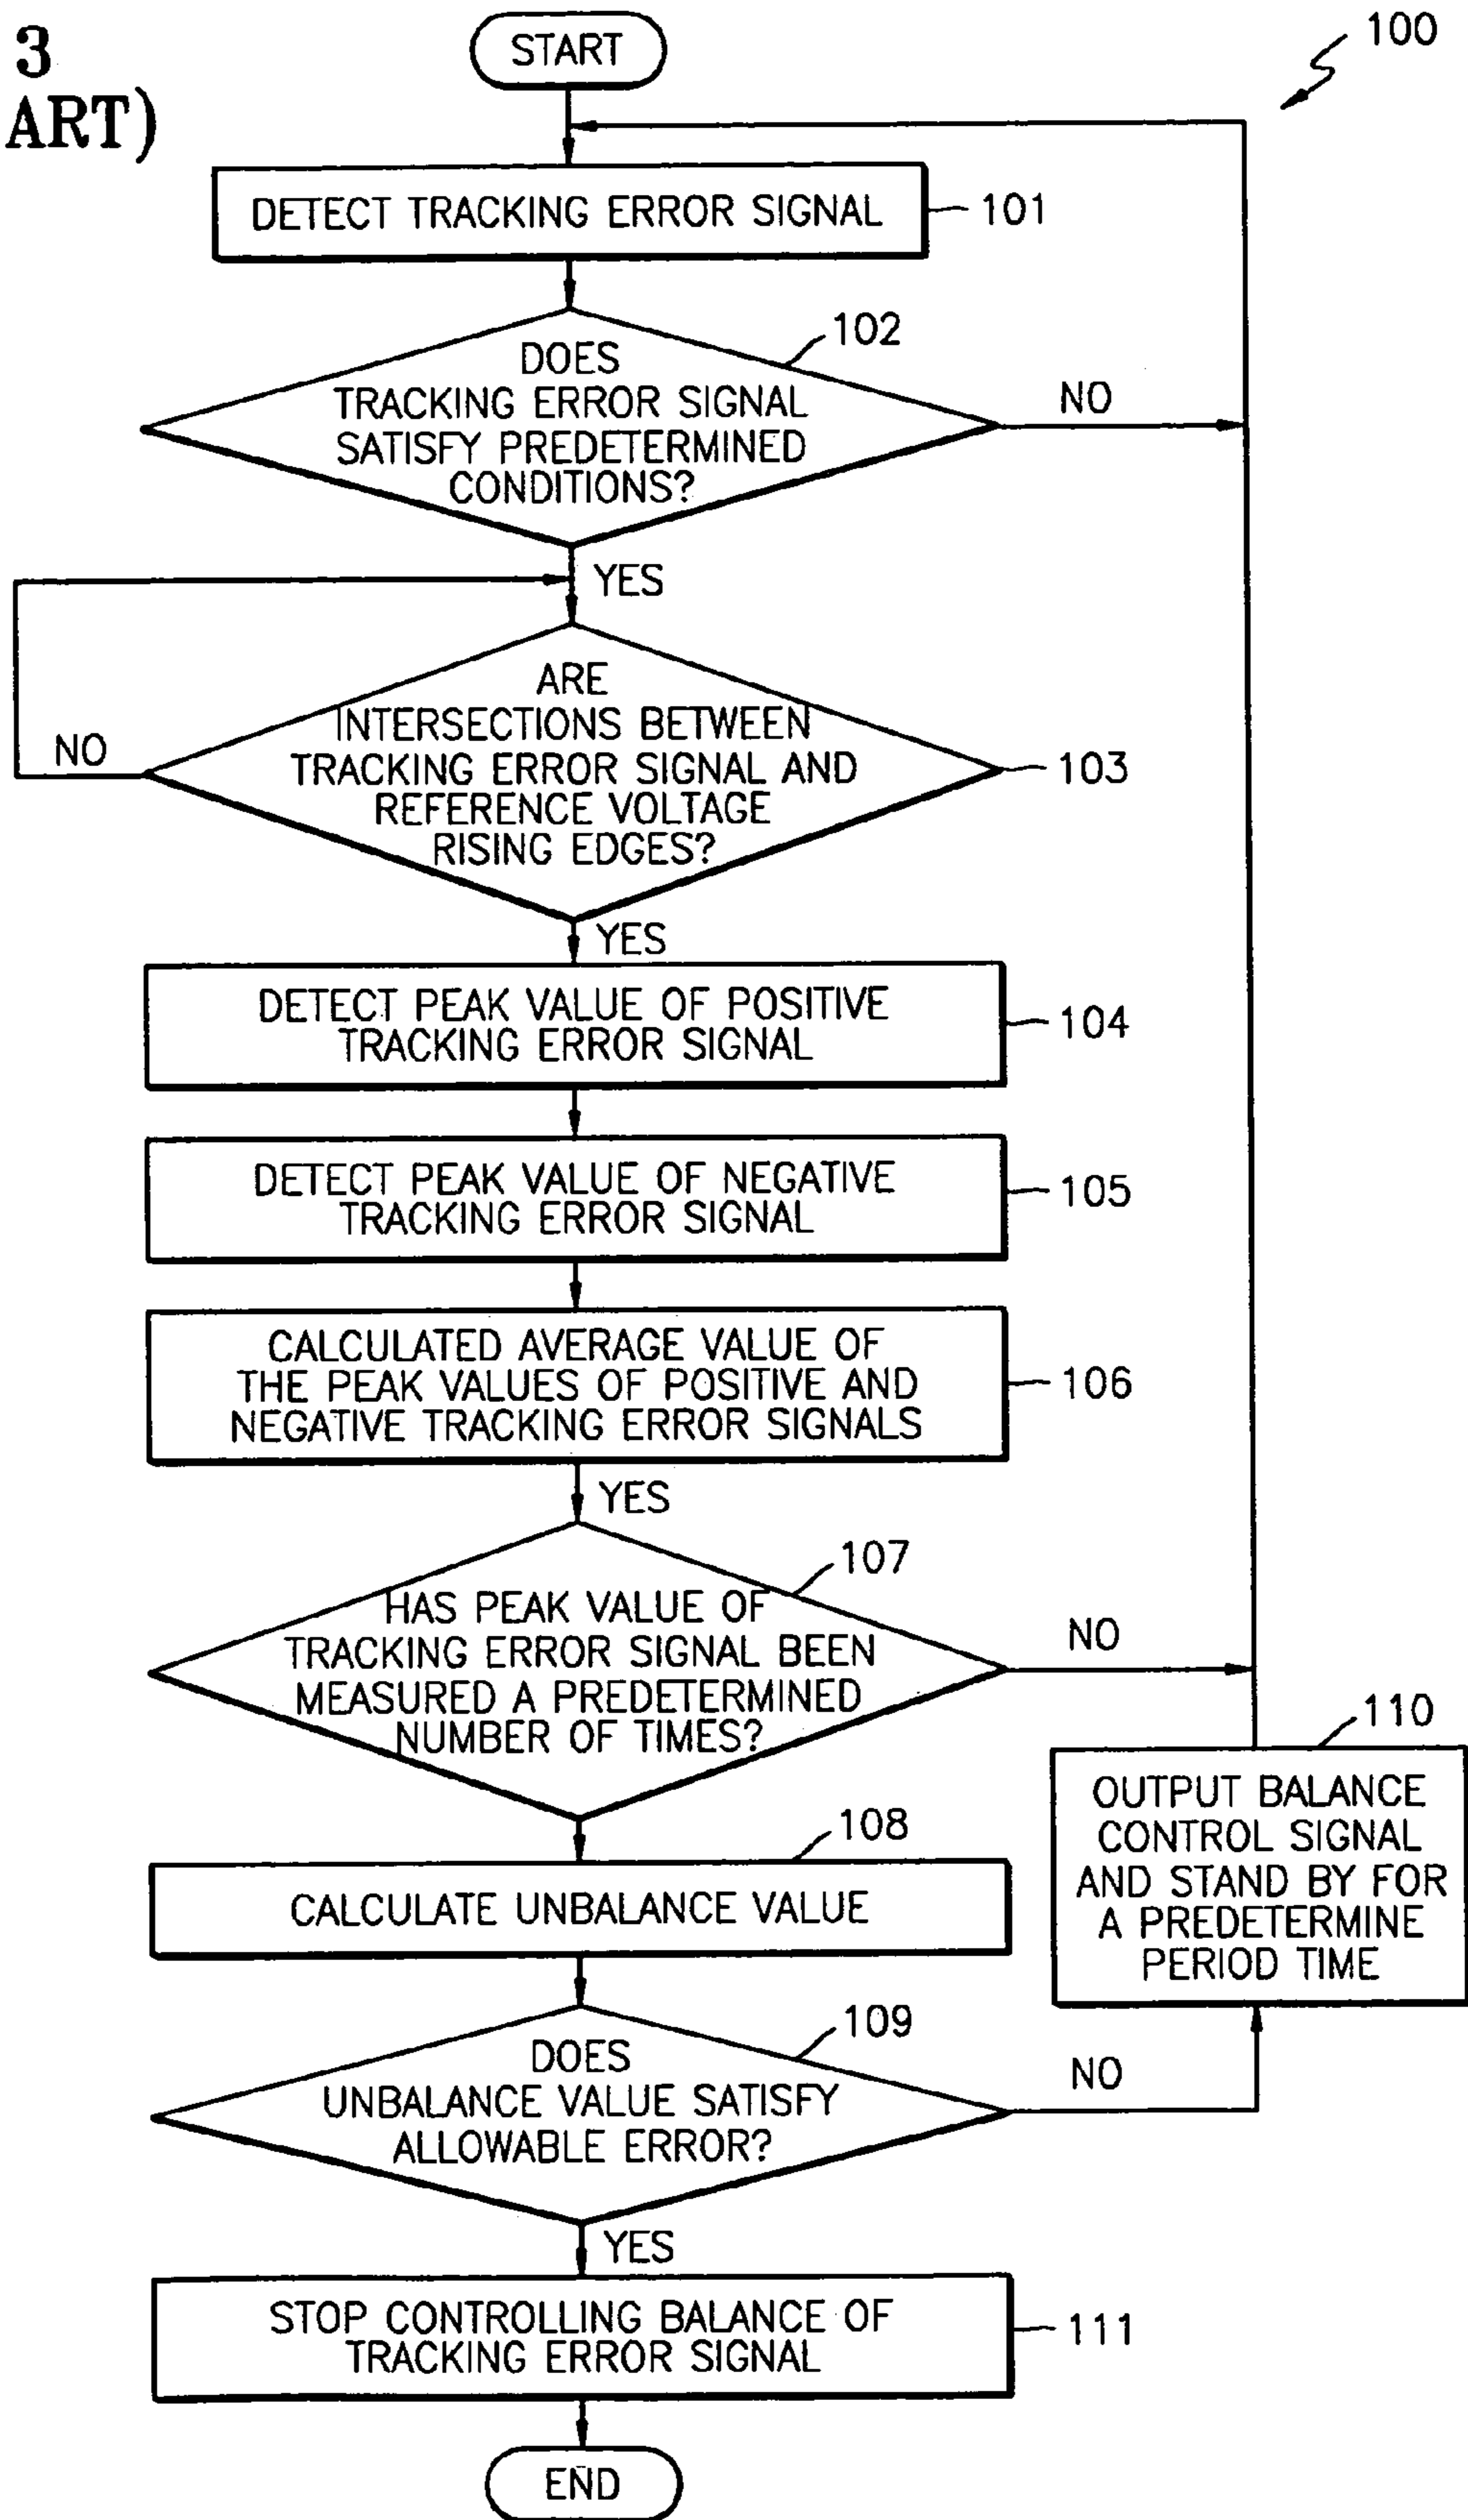 3
ART)
START
100
DETECT TRACKING ERROR SIGNAL
101
102
DOES
TRACKING ERROR SIGNAL
SATISFY PREDETERMINED
CONDITIONS?
NO
YES
ARE
INTERSECTIONS BETWEEN
TRACKING ERROR SIGNAL AND
REFERENCE VOLTAGE
RISING EDGES?
NO
103
YES
DETECT PEAK VALUE OF POSITIVE
TRACKING ERROR SIGNAL
104
DETECT PEAK VALUE OF NEGATIVE
TRACKING ERROR SIGNAL
105
CALCULATED AVERAGE VALUE OF
THE PEAK VALUES OF POSITIVE AND
NEGATIVE TRACKING ERROR SIGNALS
106
YES
107
HAS PEAK VALUE OF
TRACKING ERROR SIGNAL BEEN
MEASURED A PREDETERMINED
NUMBER OF TIMES?
NO
110
OUTPUT BALANCE
CONTROL SIGNAL
AND STAND BY FOR
A PREDETERMINE
PERIOD TIME
108
CALCULATE UNBALANCE VALUE
109
DOES
UNBALANCE VALUE SATISFY
ALLOWABLE ERROR?
NO
YES
STOP CONTROLLING BALANCE OF
TRACKING ERROR SIGNAL
111
END